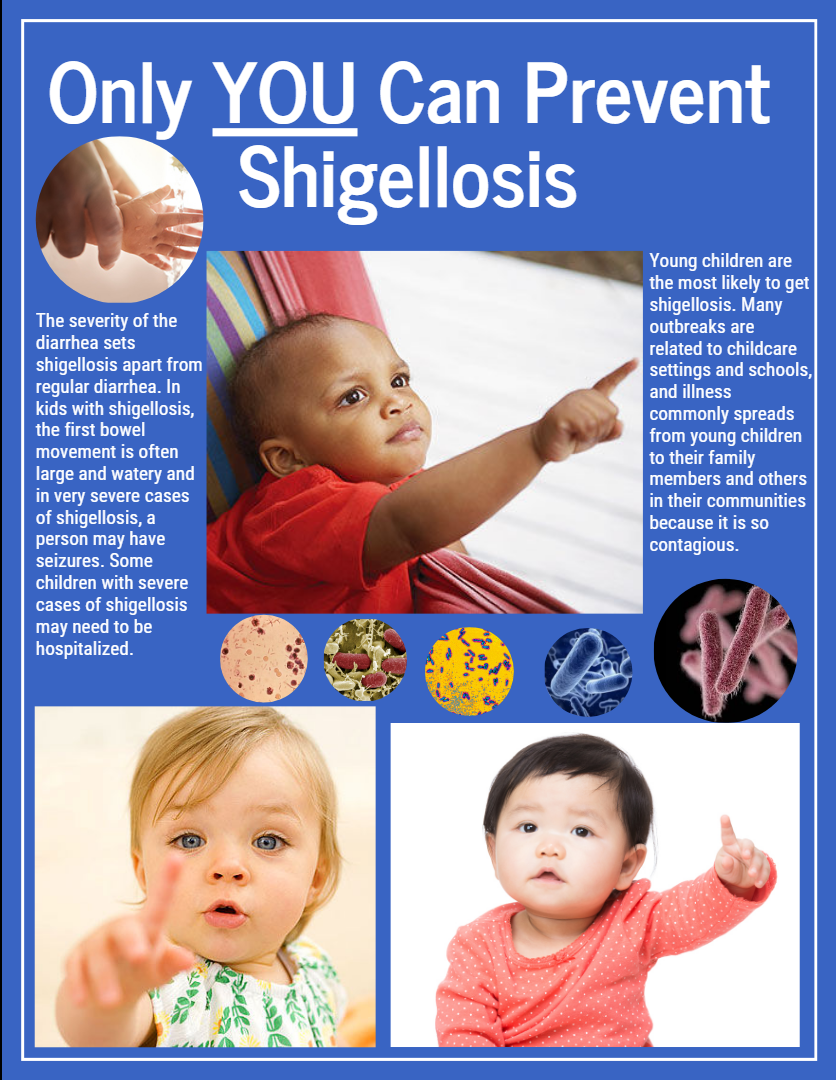 Only YOU Can Prevent
Shigellosis
The severity of the
diarrhea sets
shigellosis apart from
regular diarrhea. In
kids with shigellosis,
the first bowel
movement is often
large and watery and
in very severe cases
of shigellosis, a
person may have
seizures. Some
children with severe
cases of shigellosis
may need to be
hospitalized.
Young children are
the most likely to get
shigellosis. Many
outbreaks are
related to childcare
settings and schools,
and illness
commonly spreads
from young children
to their family
members and others
in their communities
because it is so
contagious.